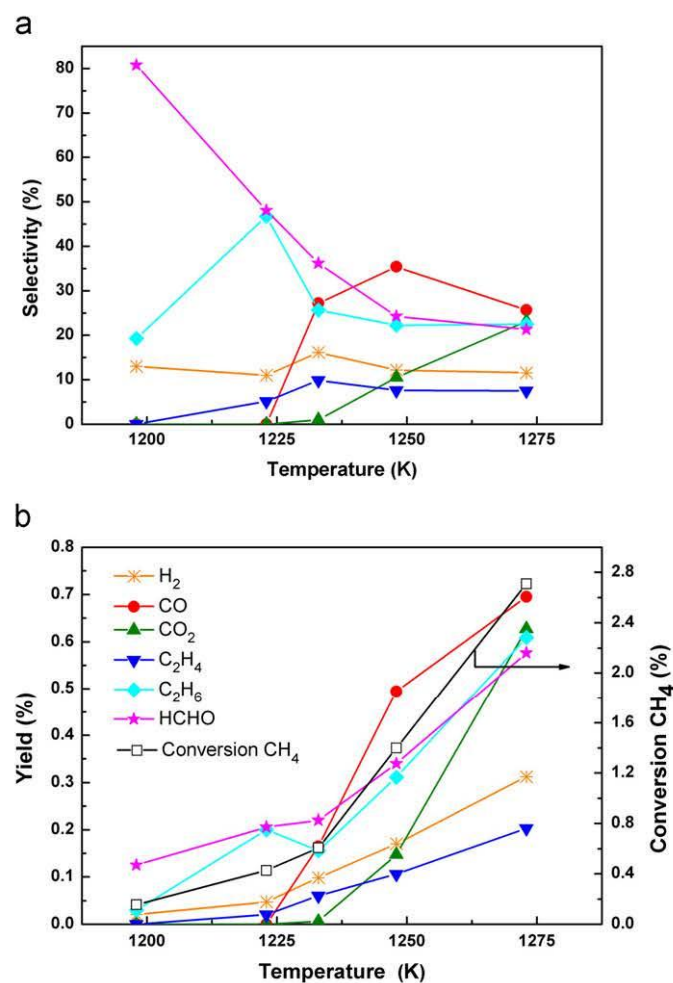 a
80
70
60
50
40
30
20
10
0
Selectivity (%)
1200 1225 1250 1275
Temperature (K)
b
0.8
0.7
0.6
0.5
0.4
0.3
0.2
0.1
0.0
Yield (%)
H2
CO
CO2
C2H4
C2H6
HCHO
Conversion CH4
2.8
2.4
2.0
1.6
1.2
0.8
0.4
0.0
Conversion CH4 (%)
1200 1225 1250 1275
Temperature (K)